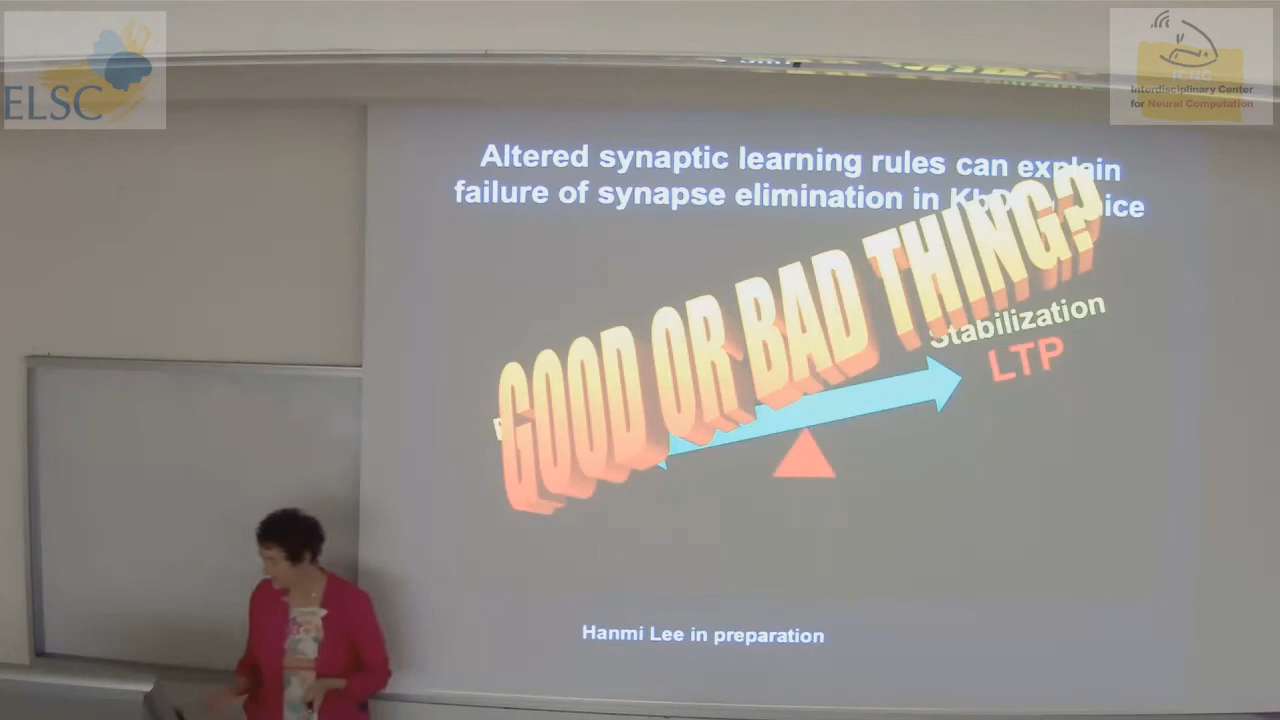 ELSC
ICNC
Interdisciplinary Center
for Neural Computation
Altered synaptic learning rules can explain
failure of synapse elimination in
GOOD OR BAD THING?
Stabilization
LTP
Hanmi Lee in preparation